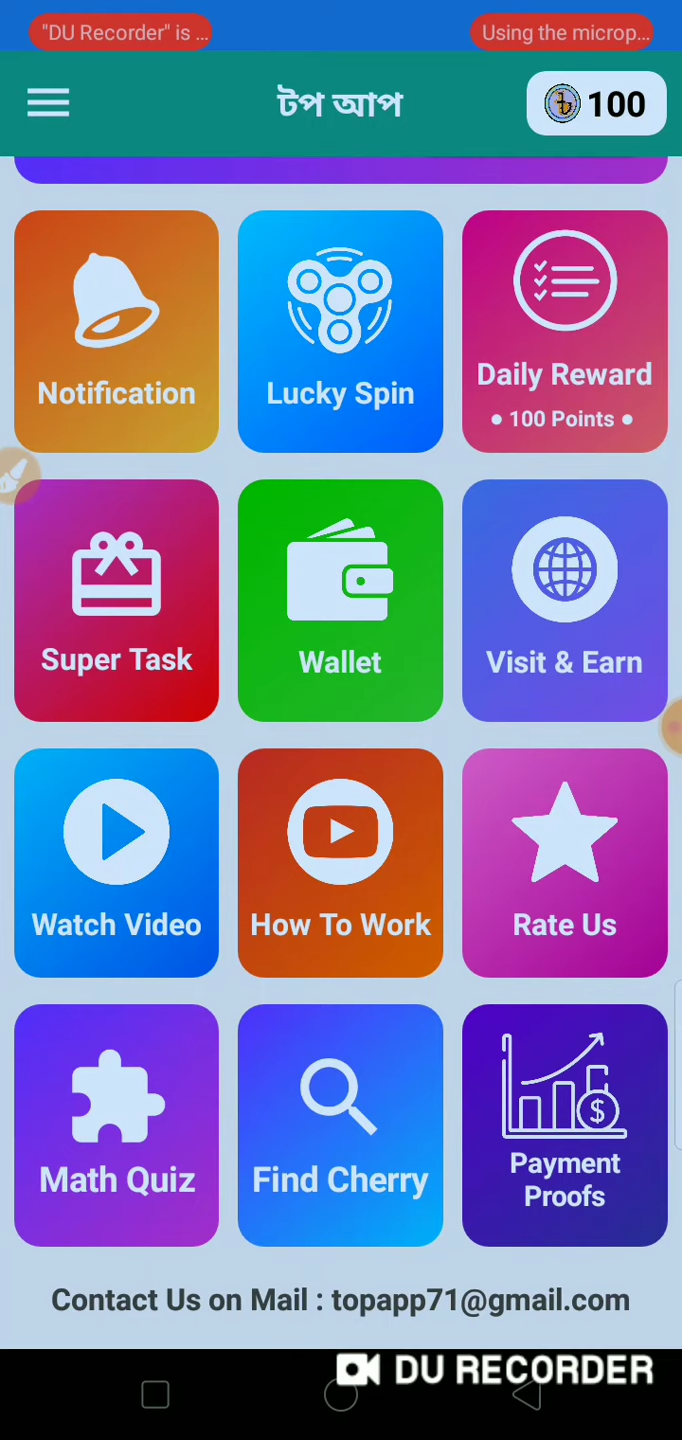 "DU Recorder" is ...
Using the microp...
টপ আপ
100
Notification
Lucky Spin
Daily Reward
● 100 Points ●
Super Task
Wallet
Visit & Earn
Watch Video
How To Work
Rate Us
Math Quiz
Find Cherry
Payment
Proofs
Contact Us on Mail : topapp71@gmail.com
DU RECORDER